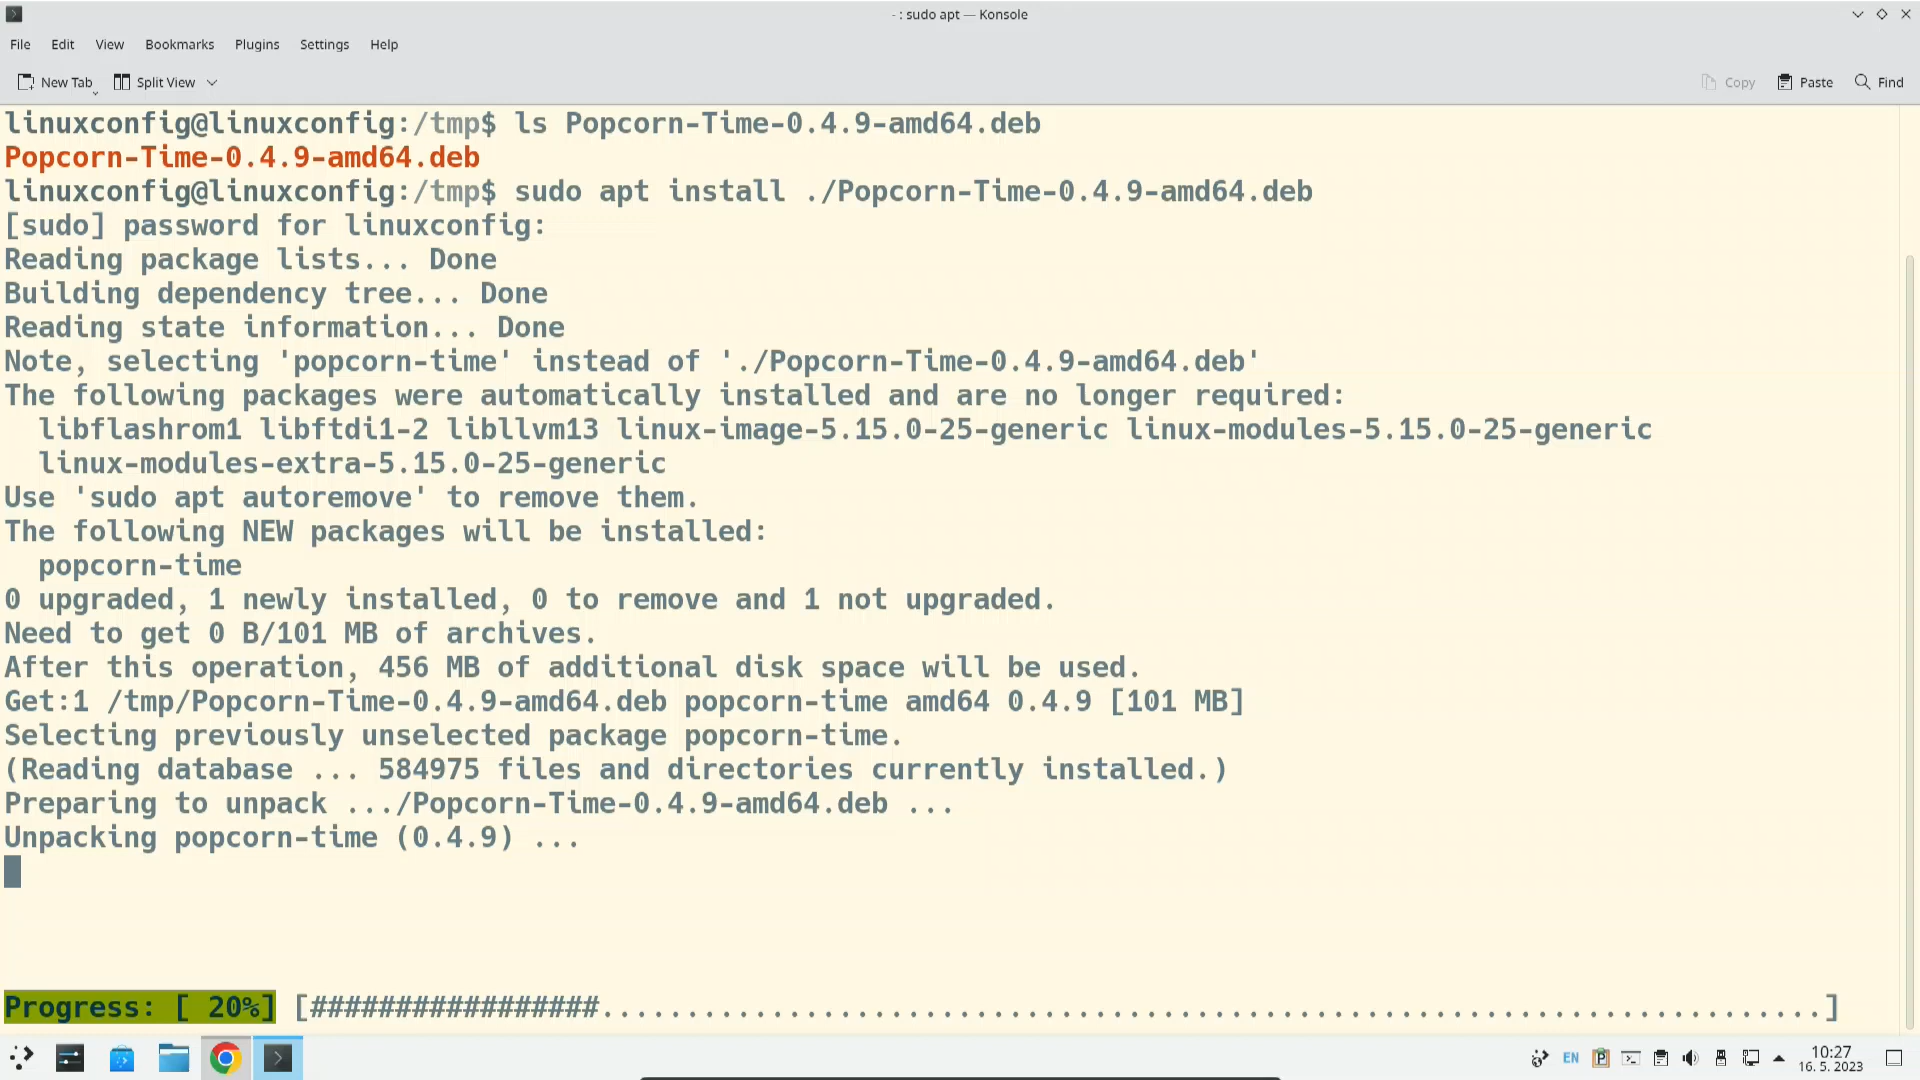 - : sudo apt — Konsole
File Edit View Bookmarks Plugins Settings Help
New Tab Split View Copy Paste Find
linuxconfig@linuxconfig:/tmp$ ls Popcorn-Time-0.4.9-amd64.deb
Popcorn-Time-0.4.9-amd64.deb
linuxconfig@linuxconfig:/tmp$ sudo apt install ./Popcorn-Time-0.4.9-amd64.deb
[sudo] password for linuxconfig:
Reading package lists... Done
Building dependency tree... Done
Reading state information... Done
Note, selecting 'popcorn-time' instead of './Popcorn-Time-0.4.9-amd64.deb'
The following packages were automatically installed and are no longer required:
  libflashrom1 libftdi1-2 libllvm13 linux-image-5.15.0-25-generic linux-modules-5.15.0-25-generic
  linux-modules-extra-5.15.0-25-generic
Use 'sudo apt autoremove' to remove them.
The following NEW packages will be installed:
  popcorn-time
0 upgraded, 1 newly installed, 0 to remove and 1 not upgraded.
Need to get 0 B/101 MB of archives.
After this operation, 456 MB of additional disk space will be used.
Get:1 /tmp/Popcorn-Time-0.4.9-amd64.deb popcorn-time amd64 0.4.9 [101 MB]
Selecting previously unselected package popcorn-time.
(Reading database ... 584975 files and directories currently installed.)
Preparing to unpack .../Popcorn-Time-0.4.9-amd64.deb ...
Unpacking popcorn-time (0.4.9) ...
Progress: [ 20%] [#################........................................................................]
EN 10:27
16. 5. 2023